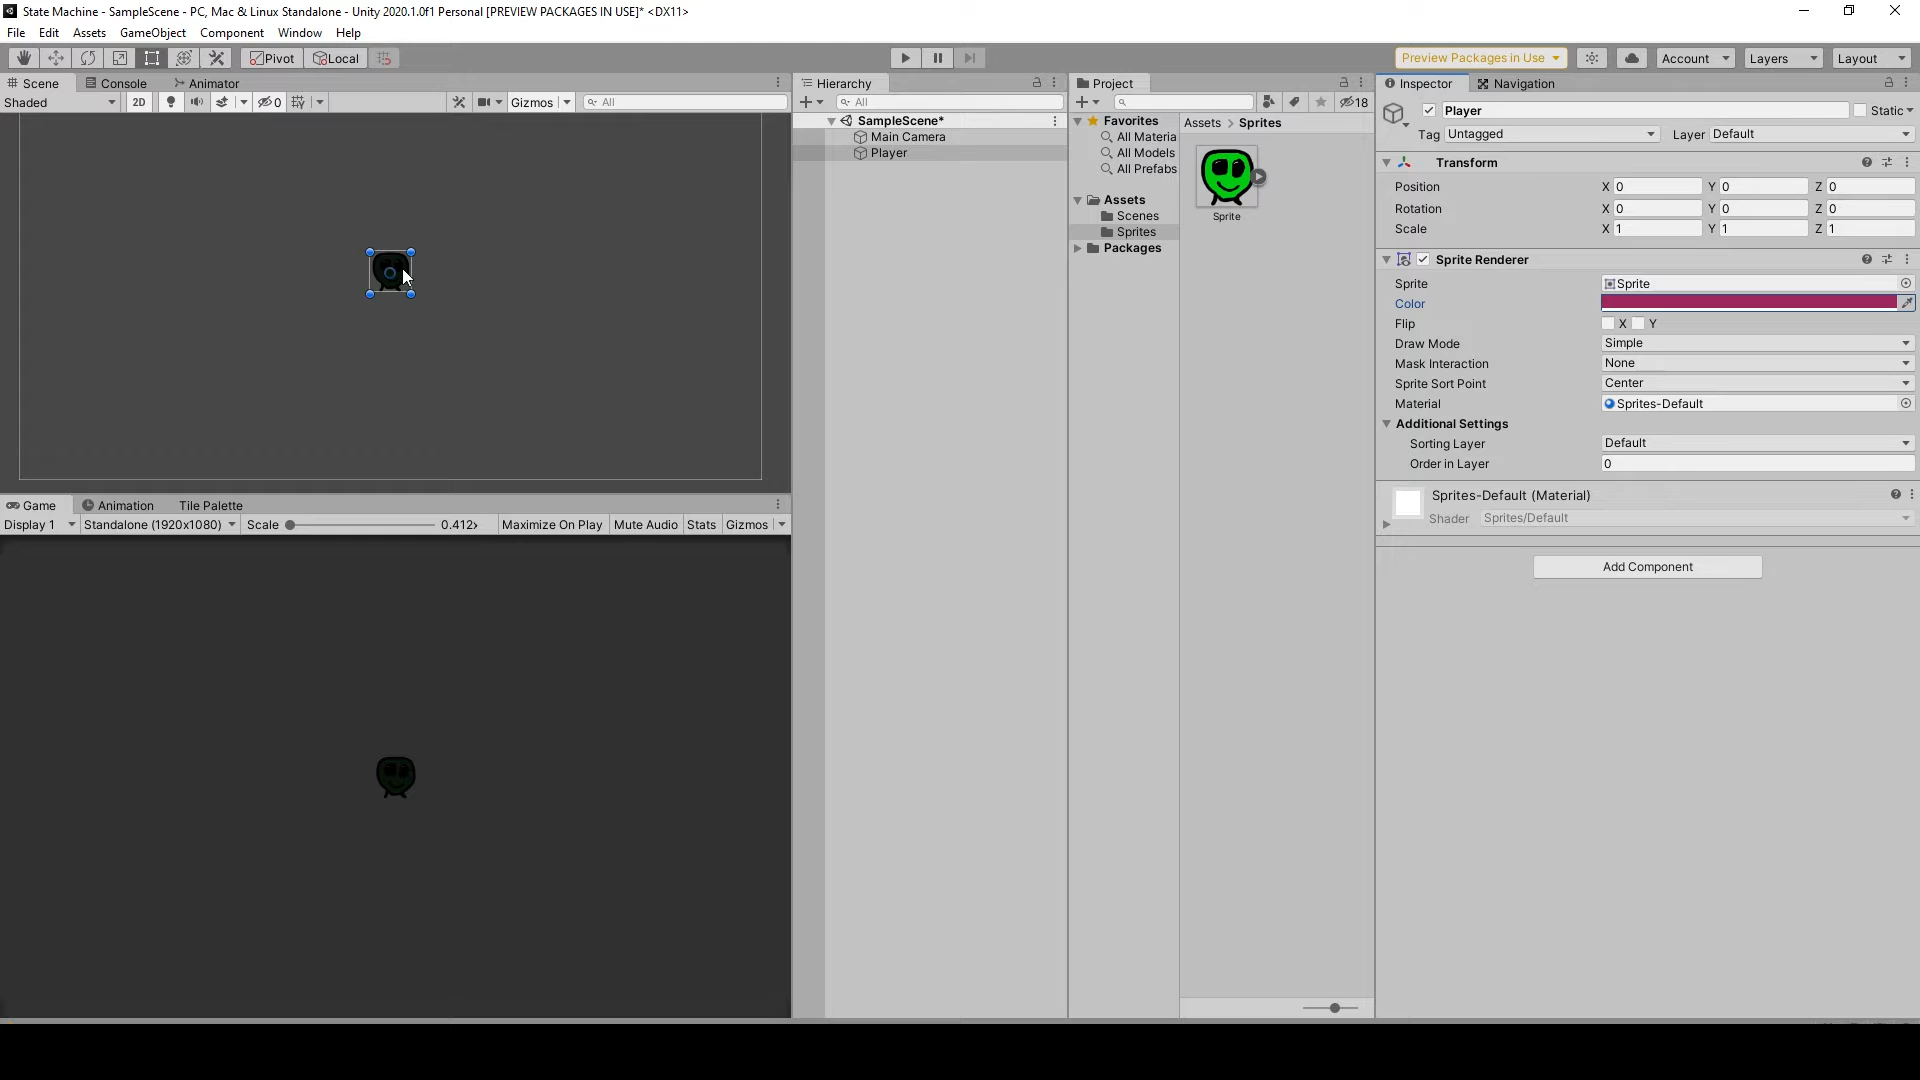 State Machine - SampleScene - PC, Mac & Linux Standalone - Unity 2020.1.0f1 Personal [PREVIEW PACKAGES IN USE]* <DX11>
File Edit Assets GameObject Component Window Help
Pivot Local Preview Packages in Use Account Layers Layout
Scene Console Animator
Shaded 2D 0 Gizmos All
Hierarchy
All
SampleScene*
Main Camera
Player
Project
18
Favorites
All Materia
All Models
All Prefabs
Assets
Scenes
Sprites
Packages
Assets > Sprites
Sprite
Inspector Navigation
Player Static
Tag Untagged Layer Default
Transform
Position X 0 Y 0 Z 0
Rotation X 0 Y 0 Z 0
Scale X 1 Y 1 Z 1
Sprite Renderer
Sprite Sprite
Color
Flip X Y
Draw Mode Simple
Mask Interaction None
Sprite Sort Point Center
Material Sprites-Default
Additional Settings
Sorting Layer Default
Order in Layer 0
Sprites-Default (Material)
Shader Sprites/Default
Add Component
Game Animation Tile Palette
Display 1 Standalone (1920x1080) Scale 0.412x Maximize On Play Mute Audio Stats Gizmos